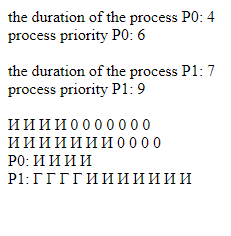 the duration of the process P0: 4
process priority P0: 6
the duration of the process P1: 7
process priority P1: 9
И И И И 0 0 0 0 0 0 0
И И И И И И И 0 0 0 0
P0: И И И И
P1: Г Г Г Г И И И И И И И